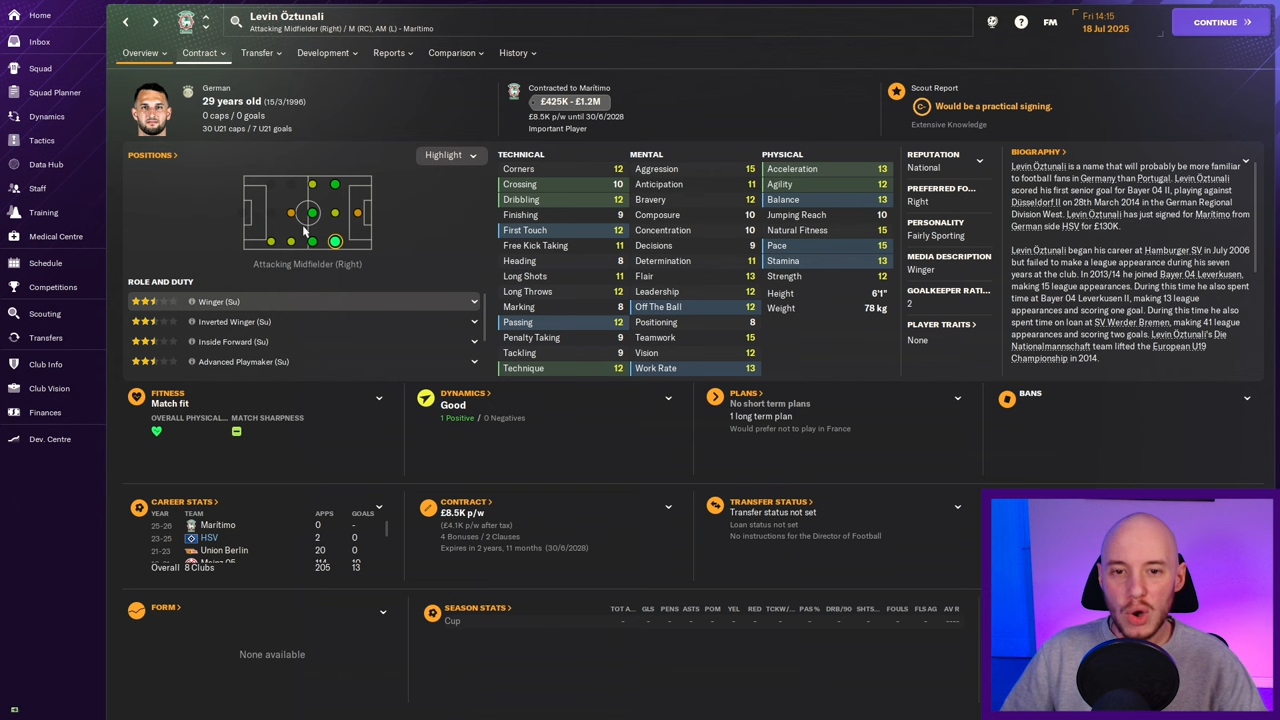 Home
Inbox
Squad
Squad Planner
Dynamics
Tactics
Data Hub
Staff
Training
Medical Centre
Schedule
Competitions
Scouting
Transfers
Club Info
Club Vision
Finances
Dev. Centre
Levin Öztunali
Attacking Midfielder (Right) / M (RC), AM (L) - Marítimo
FM
Fri 14:15
18 Jul 2025
CONTINUE
Overview
Contract
Transfer
Development
Reports
Comparison
History
German
29 years old (15/3/1996)
0 caps / 0 goals
30 U21 caps / 7 U21 goals
Contracted to Marítimo
£425K - £1.2M
£8.5K p/w until 30/6/2028
Important Player
Scout Report
C- Would be a practical signing.
Extensive Knowledge
POSITIONS
Highlight
Attacking Midfielder (Right)
ROLE AND DUTY
Winger (Su)
Inverted Winger (Su)
Inside Forward (Su)
Advanced Playmaker (Su)
TECHNICAL
Corners 12
Crossing 10
Dribbling 12
Finishing 9
First Touch 12
Free Kick Taking 11
Heading 8
Long Shots 11
Long Throws 12
Marking 8
Passing 12
Penalty Taking 9
Tackling 9
Technique 12
MENTAL
Aggression 15
Anticipation 11
Bravery 12
Composure 10
Concentration 10
Decisions 9
Determination 11
Flair 13
Leadership 12
Off The Ball 12
Positioning 8
Teamwork 15
Vision 12
Work Rate 13
PHYSICAL
Acceleration 13
Agility 12
Balance 13
Jumping Reach 10
Natural Fitness 15
Pace 15
Stamina 13
Strength 12
Height 6'1"
Weight 78 kg
REPUTATION
National
PREFERRED FO...
Right
PERSONALITY
Fairly Sporting
MEDIA DESCRIPTION
Winger
GOALKEEPER RATI...
2
PLAYER TRAITS
None
BIOGRAPHY
Levin Öztunali is a name that will probably be more familiar
to football fans in Germany than Portugal. Levin Öztunali
scored his first senior goal for Bayer 04 II, playing against
Düsseldorf II on 28th March 2014 in the German Regional
Division West. Levin Öztunali has just signed for Marítimo from
German side HSV for £130K.
Levin Öztunali began his career at Hamburger SV in July 2006
but failed to make a league appearance during his seven
years at the club. In 2013/14 he joined Bayer 04 Leverkusen,
making 15 league appearances. During this time he also spent
time at Bayer 04 Leverkusen II, making 13 league
appearances and scoring one goal. During this time he also
spent time on loan at SV Werder Bremen, making 41 league
appearances and scoring two goals. Levin Öztunali's Die
Nationalmannschaft team lifted the European U19
Championship in 2014.
FITNESS
Match fit
OVERALL PHYSICAL... MATCH SHARPNESS
DYNAMICS
Good
1 Positive / 0 Negatives
PLANS
No short term plans
1 long term plan
Would prefer not to play in France
BANS
CAREER STATS
YEAR TEAM APPS GOALS
25-26 Marítimo 0 -
23-25 HSV 2 0
21-23 Union Berlin 20 0
Overall 8 Clubs 205 13
CONTRACT
£8.5K p/w
(£4.1K p/w after tax)
4 Bonuses / 2 Clauses
Expires in 2 years, 11 months (30/6/2028)
TRANSFER STATUS
Transfer status not set
Loan status not set
No instructions for the Director of Football
FORM
None available
SEASON STATS
TOT A... GLS PENS ASTS POM YEL RED TCKW/... PAS % DRB/90 SHTS... FOULS FLS AG AV R
Cup - - - - - - - - - - - - - ----